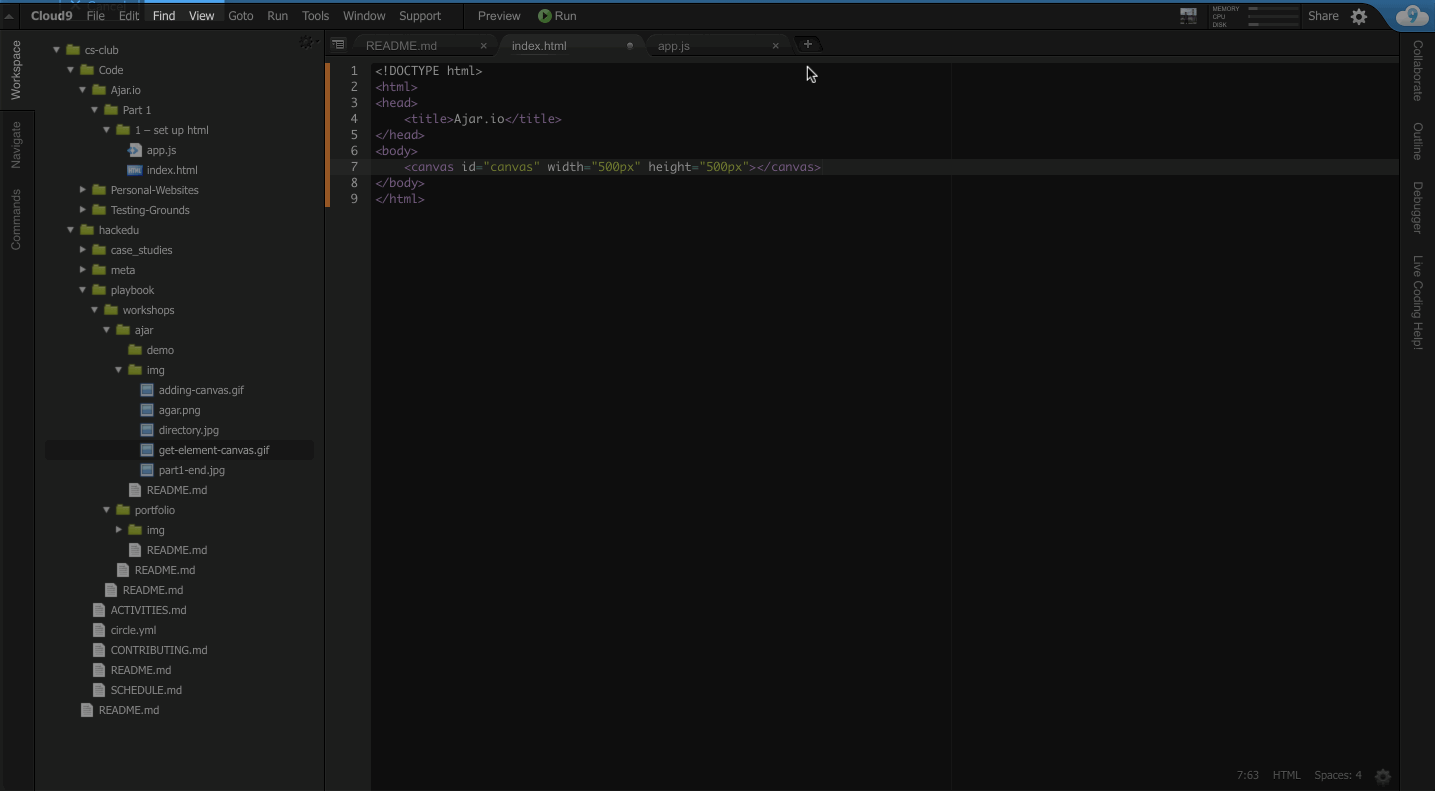 Cloud9 File Edit Find View Goto Run Tools Window Support Preview Run MEMORY CPU DISK Share 9
Workspace
Navigate
Commands
cs-club
Code
Ajar.io
Part 1
1 – set up html
app.js
index.html
Personal-Websites
Testing-Grounds
hackedu
case_studies
meta
playbook
workshops
ajar
demo
img
adding-canvas.gif
agar.png
directory.jpg
get-element-canvas.gif
part1-end.jpg
README.md
portfolio
img
README.md
README.md
README.md
ACTIVITIES.md
circle.yml
CONTRIBUTING.md
README.md
SCHEDULE.md
README.md
README.md × index.html app.js × +
1 <!DOCTYPE html>
2 <html>
3 <head>
4 <title>Ajar.io</title>
5 </head>
6 <body>
7 <canvas id="canvas" width="500px" height="500px"></canvas>
8 </body>
9 </html>
7:63 HTML Spaces: 4
Collaborate
Outline
Debugger
Live Coding Help!